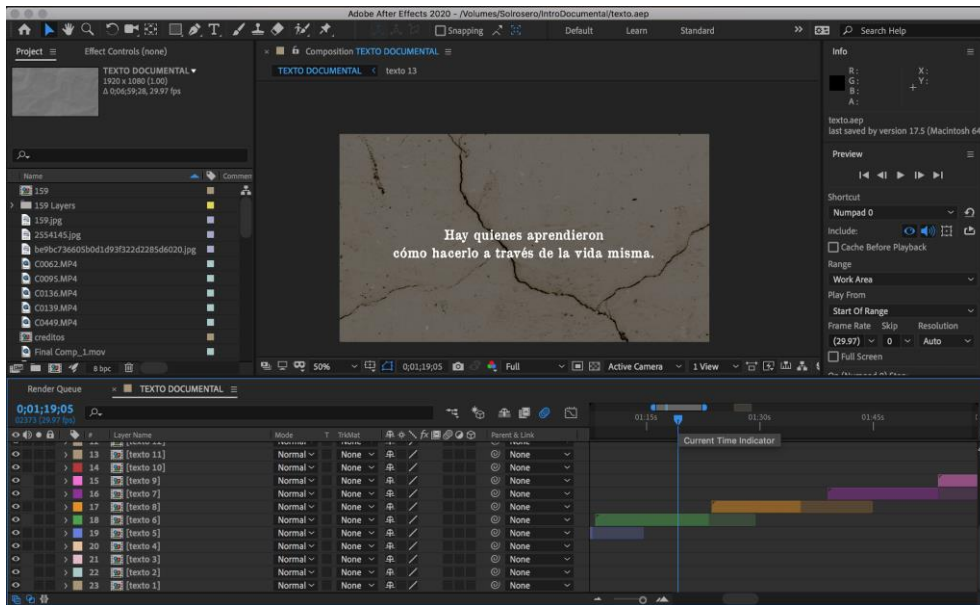 Adobe After Effects 2020 - /Volumes/Solrosero/IntroDocumental/texto.aep
Snapping
Default
Learn
Standard
Search Help
Project
Effect Controls (none)
TEXTO DOCUMENTAL
1920 x 1080 (1.00)
Δ 0;06;59;28, 29.97 fps
Composition TEXTO DOCUMENTAL
TEXTO DOCUMENTAL
texto 13
Hay quienes aprendieron
cómo hacerlo a través de la vida misma.
Name
Commen
159
159 Layers
159.jpg
2554145.jpg
be9bc736605b0d1d93f322d2285d6020.jpg
C0062.MP4
C0095.MP4
C0136.MP4
C0139.MP4
C0449.MP4
creditos
Final Comp_1.mov
8 bpc
50%
0;01;19;05
Full
Active Camera
1 View
Info
R:
G:
B:
A:
X:
Y:
texto.aep
last saved by version 17.5 (Macintosh 64
Preview
Shortcut
Numpad 0
Include:
Cache Before Playback
Range
Work Area
Play From
Start Of Range
Frame Rate Skip Resolution
(29.97) 0 Auto
Full Screen
Render Queue
TEXTO DOCUMENTAL
0;01;19;05
02373 (29.97 fps)
# Layer Name Mode T TrkMat Parent & Link
13 [texto 11] Normal None None
14 [texto 10] Normal None None
15 [texto 9] Normal None None
16 [texto 7] Normal None None
17 [texto 8] Normal None None
18 [texto 6] Normal None None
19 [texto 5] Normal None None
20 [texto 4] Normal None None
21 [texto 3] Normal None None
22 [texto 2] Normal None None
23 [texto 1] Normal None None
01:15s
01:30s
01:45s
Current Time Indicator